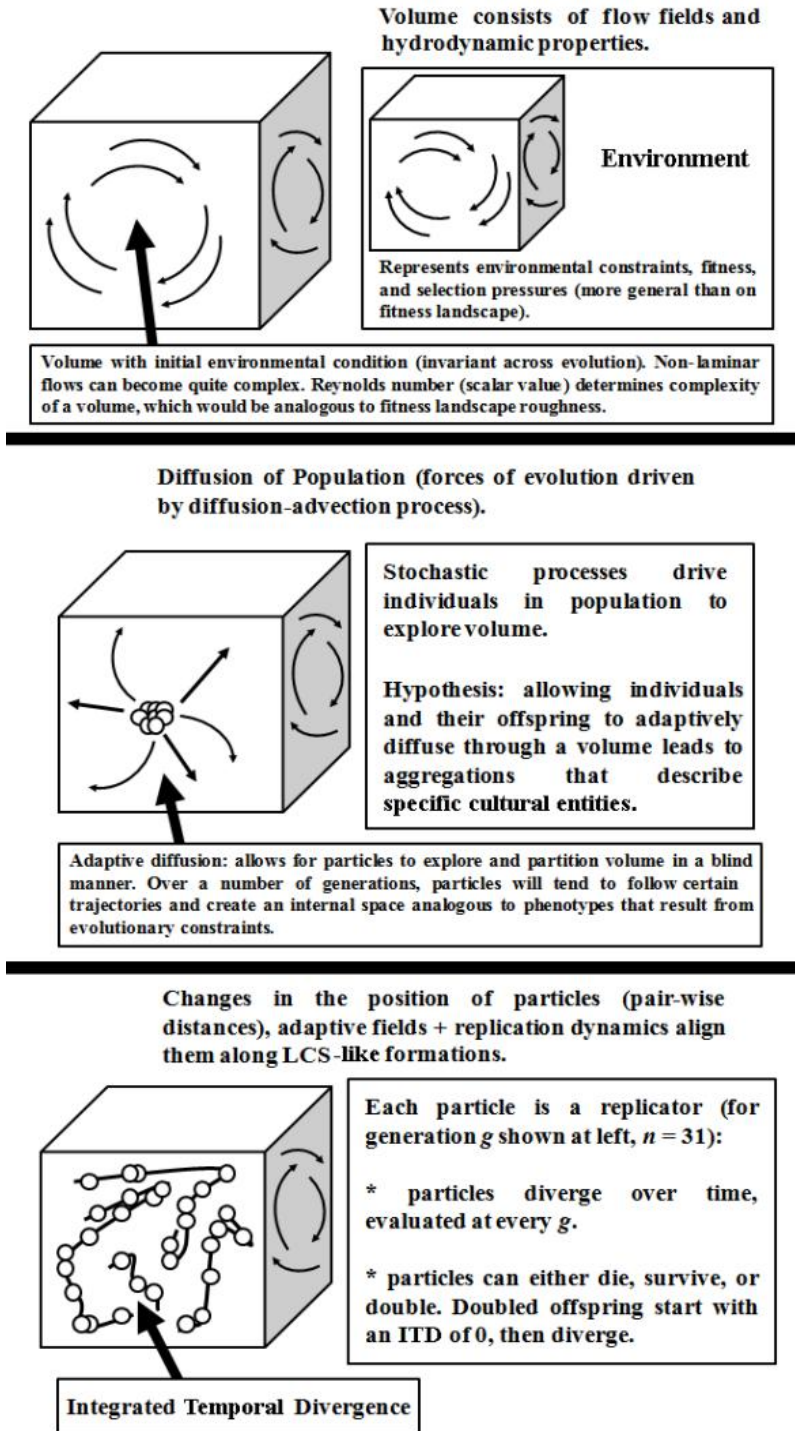 Volume consists of flow fields and
hydrodynamic properties.
Environment
Represents environmental constraints, fitness,
and selection pressures (more general than on
fitness landscape).
Volume with initial environmental condition (invariant across evolution). Non-laminar
flows can become quite complex. Reynolds number (scalar value) determines complexity
of a volume, which would be analogous to fitness landscape roughness.
Diffusion of Population (forces of evolution driven
by diffusion-advection process).
Stochastic processes drive
individuals in population to
explore volume.
Hypothesis: allowing individuals
and their offspring to adaptively
diffuse through a volume leads to
aggregations that describe
specific cultural entities.
Adaptive diffusion: allows for particles to explore and partition volume in a blind
manner. Over a number of generations, particles will tend to follow certain
trajectories and create an internal space analogous to phenotypes that result from
evolutionary constraints.
Changes in the position of particles (pair-wise
distances), adaptive fields + replication dynamics align
them along LCS-like formations.
Each particle is a replicator (for
generation g shown at left, n = 31):
* particles diverge over time,
evaluated at every g.
* particles can either die, survive, or
double. Doubled offspring start with
an ITD of 0, then diverge.
Integrated Temporal Divergence